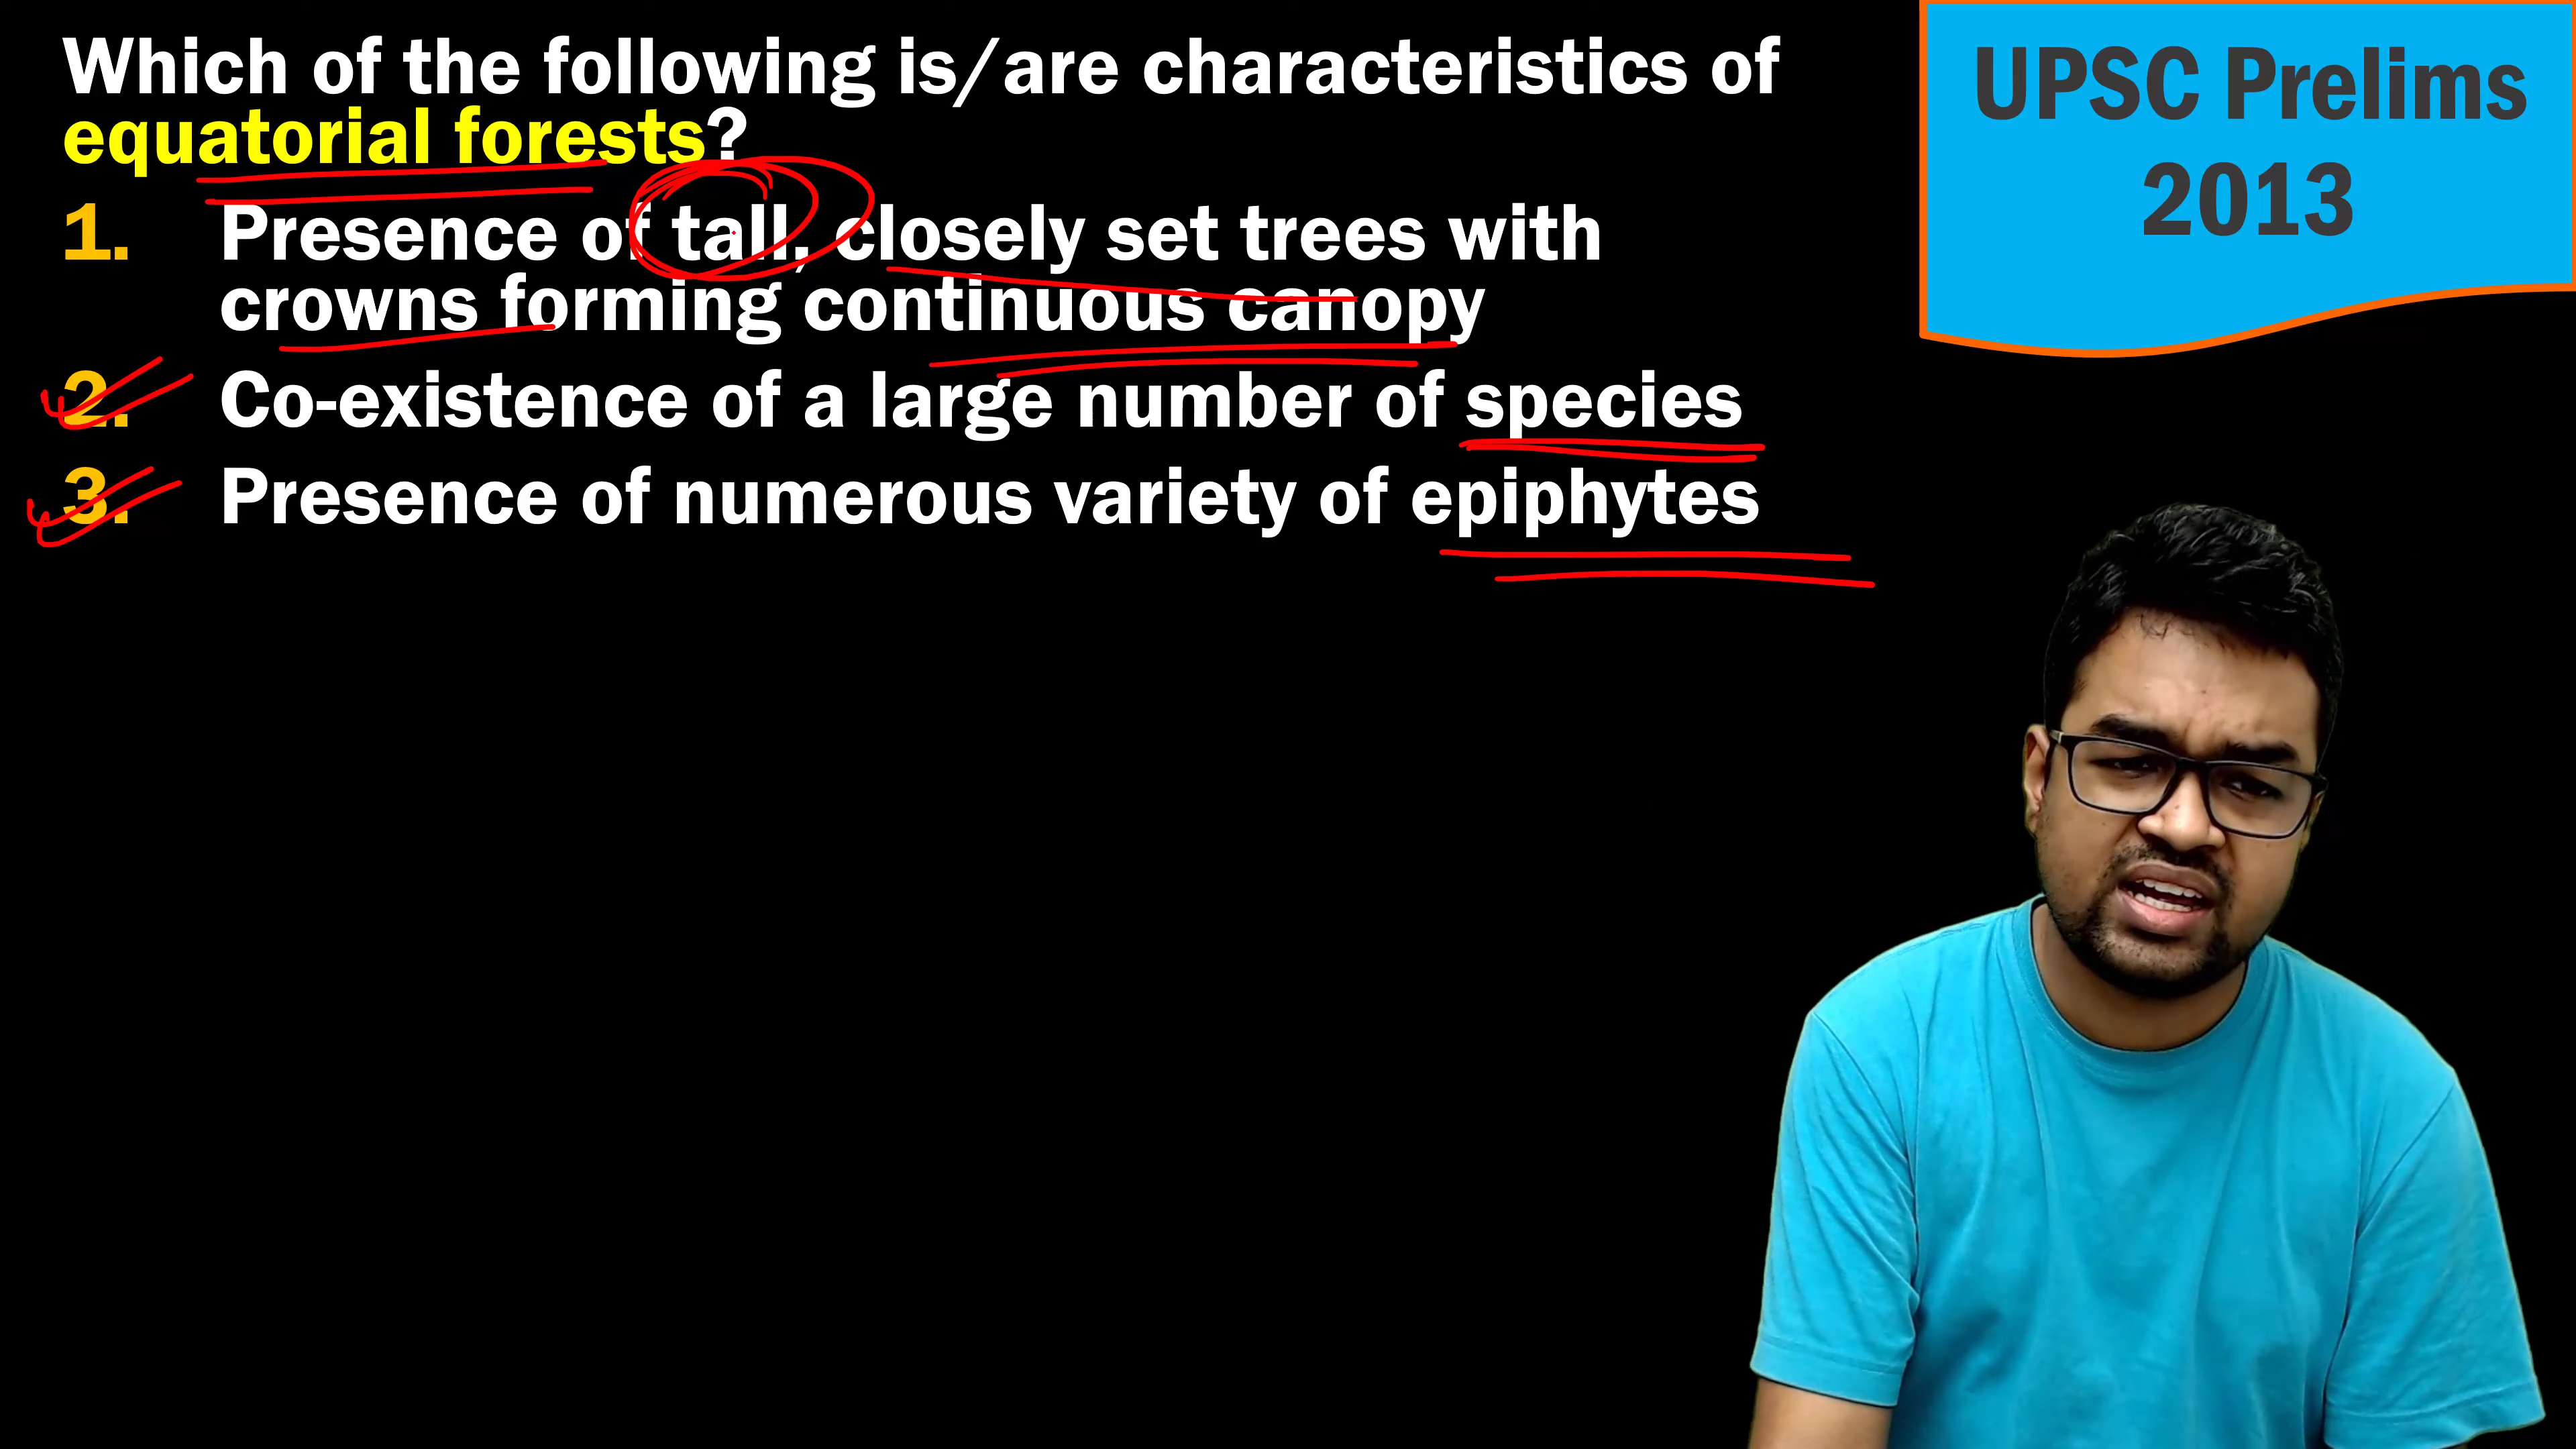 Which of the following is/are characteristics of
equatorial forests?
1. Presence of tall, closely set trees with
crowns forming continuous canopy
2. Co-existence of a large number of species
3. Presence of numerous variety of epiphytes
UPSC Prelims
2013